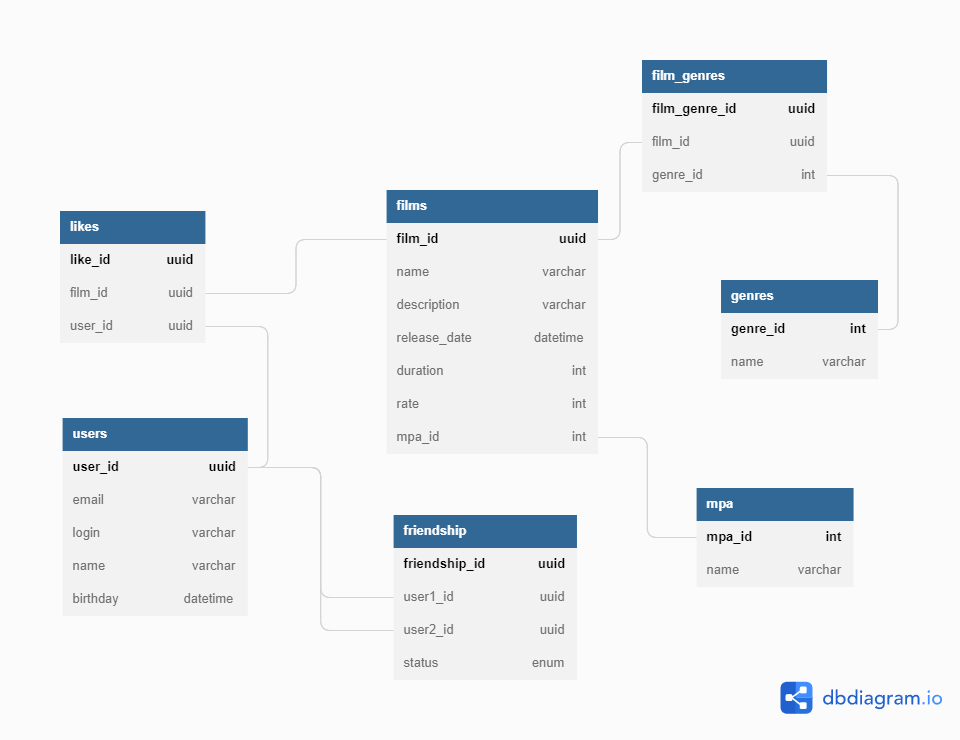 film_genres
film_genre_id uuid
film_id uuid
genre_id int
films
film_id uuid
name varchar
description varchar
release_date datetime
duration int
rate int
mpa_id int
likes
like_id uuid
film_id uuid
user_id uuid
genres
genre_id int
name varchar
users
user_id uuid
email varchar
login varchar
name varchar
birthday datetime
friendship
friendship_id uuid
user1_id uuid
user2_id uuid
status enum
mpa
mpa_id int
name varchar
dbdiagram.io